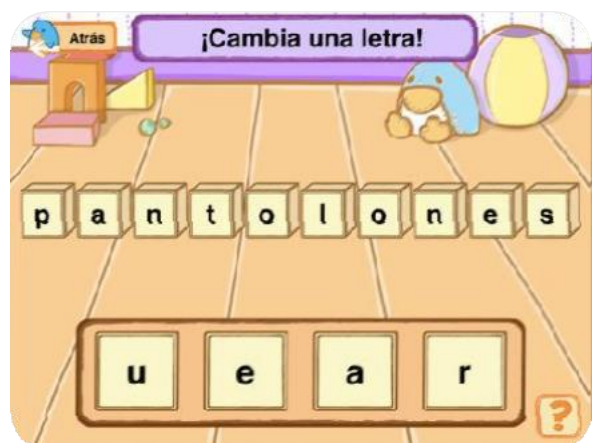 Atrás
¡Cambia una letra!
p a n t o l o n e s
u e a r
?